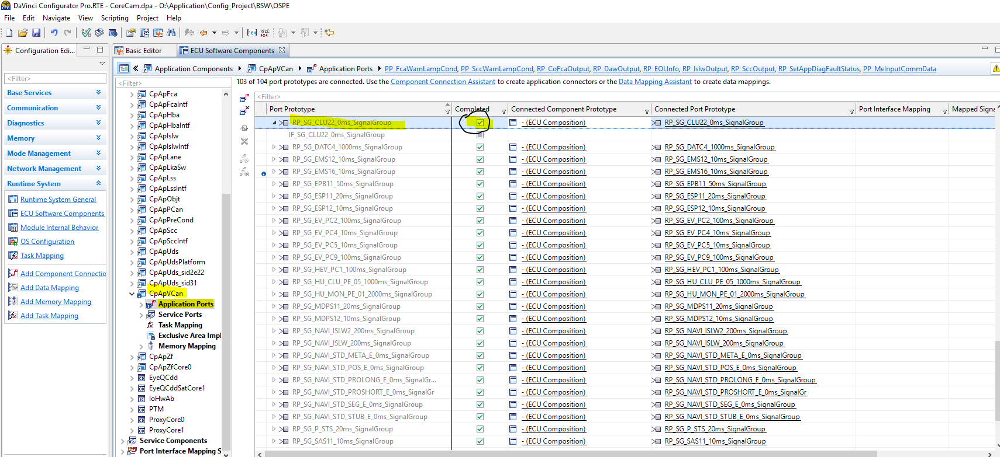 DaVinci Configurator Pro.RTE - CoreCam.dpa - O:\Application\Config_Project\BSW\OSPE
File Edit Navigate View Scripting Project Help
Configuration Edi...
Basic Editor
ECU Software Components
<Filter>
Base Services
Communication
Diagnostics
Memory
Mode Management
Network Management
Runtime System
Runtime System General
ECU Software Components
Module Internal Behavior
OS Configuration
Task Mapping
Add Component Connectio
Add Data Mapping
Add Memory Mapping
Add Task Mapping
Application Components CpApVCan Application Ports PP_FcaWarnLampCond, PP_SccWarnLampCond, RP_CoFcaOutput, RP_DawOutput, RP_EOLInfo, RP_IslwOutput, RP_SccOutput, RP_SetAppDiagFaultStatus, PP_MeInputCommData
<Filter>
CpApFca
CpApFcaIntf
CpApHba
CpApHbaIntf
CpApIslw
CpApIslwIntf
CpApLane
CpApLkaSw
CpApLss
CpApLssIntf
CpApObjt
CpApPCan
CpApPreCond
CpApScc
CpApSccIntf
CpApUds
CpApUdsPlatform
CpApUds_sid2e22
CpApUds_sid31
CpApVCan
Application Ports
Service Ports
Task Mapping
Exclusive Area Impl
Memory Mapping
CpApZf
CpApZfCore0
EyeQCdd
EyeQCddSatCore1
IoHwAb
PTM
ProxyCore0
ProxyCore1
Service Components
Port Interface Mapping S
103 of 104 port prototypes are connected. Use the Component Connection Assistant to create application connectors or the Data Mapping Assistant to create data mappings.
<Filter>
Port Prototype Completed Connected Component Prototype Connected Port Prototype Port Interface Mapping Mapped Signa
RP_SG_CLU22_0ms_SignalGroup - (ECU Composition) RP_SG_CLU22_0ms_SignalGroup
IF_SG_CLU22_0ms_SignalGroup
RP_SG_DATC4_1000ms_SignalGroup - (ECU Composition) RP_SG_DATC4_1000ms_SignalGroup
RP_SG_EMS12_10ms_SignalGroup - (ECU Composition) RP_SG_EMS12_10ms_SignalGroup
RP_SG_EMS16_10ms_SignalGroup - (ECU Composition) RP_SG_EMS16_10ms_SignalGroup
RP_SG_EPB11_50ms_SignalGroup - (ECU Composition) RP_SG_EPB11_50ms_SignalGroup
RP_SG_ESP11_20ms_SignalGroup - (ECU Composition) RP_SG_ESP11_20ms_SignalGroup
RP_SG_ESP12_10ms_SignalGroup - (ECU Composition) RP_SG_ESP12_10ms_SignalGroup
RP_SG_EV_PC2_100ms_SignalGroup - (ECU Composition) RP_SG_EV_PC2_100ms_SignalGroup
RP_SG_EV_PC4_10ms_SignalGroup - (ECU Composition) RP_SG_EV_PC4_10ms_SignalGroup
RP_SG_EV_PC5_10ms_SignalGroup - (ECU Composition) RP_SG_EV_PC5_10ms_SignalGroup
RP_SG_EV_PC9_100ms_SignalGroup - (ECU Composition) RP_SG_EV_PC9_100ms_SignalGroup
RP_SG_HEV_PC1_100ms_SignalGroup - (ECU Composition) RP_SG_HEV_PC1_100ms_SignalGroup
RP_SG_HU_CLU_PE_05_1000ms_SignalGroup - (ECU Composition) RP_SG_HU_CLU_PE_05_1000ms_SignalGroup
RP_SG_HU_MON_PE_01_2000ms_SignalGroup - (ECU Composition) RP_SG_HU_MON_PE_01_2000ms_SignalGroup
RP_SG_MDPS11_20ms_SignalGroup - (ECU Composition) RP_SG_MDPS11_20ms_SignalGroup
RP_SG_MDPS12_10ms_SignalGroup - (ECU Composition) RP_SG_MDPS12_10ms_SignalGroup
RP_SG_NAVI_ISLW2_200ms_SignalGroup - (ECU Composition) RP_SG_NAVI_ISLW2_200ms_SignalGroup
RP_SG_NAVI_ISLW_200ms_SignalGroup - (ECU Composition) RP_SG_NAVI_ISLW_200ms_SignalGroup
RP_SG_NAVI_STD_META_E_0ms_SignalGroup - (ECU Composition) RP_SG_NAVI_STD_META_E_0ms_SignalGroup
RP_SG_NAVI_STD_POS_E_0ms_SignalGroup - (ECU Composition) RP_SG_NAVI_STD_POS_E_0ms_SignalGroup
RP_SG_NAVI_STD_PROLONG_E_0ms_SignalGr... - (ECU Composition) RP_SG_NAVI_STD_PROLONG_E_0ms_SignalGroup
RP_SG_NAVI_STD_PROSHORT_E_0ms_SignalGr - (ECU Composition) RP_SG_NAVI_STD_PROSHORT_E_0ms_SignalGr
RP_SG_NAVI_STD_SEG_E_0ms_SignalGroup - (ECU Composition) RP_SG_NAVI_STD_SEG_E_0ms_SignalGroup
RP_SG_NAVI_STD_STUB_E_0ms_SignalGroup - (ECU Composition) RP_SG_NAVI_STD_STUB_E_0ms_SignalGroup
RP_SG_P_STS_20ms_SignalGroup - (ECU Composition) RP_SG_P_STS_20ms_SignalGroup
RP_SG_SAS11_10ms_SignalGroup - (ECU Composition) RP_SG_SAS11_10ms_SignalGroup